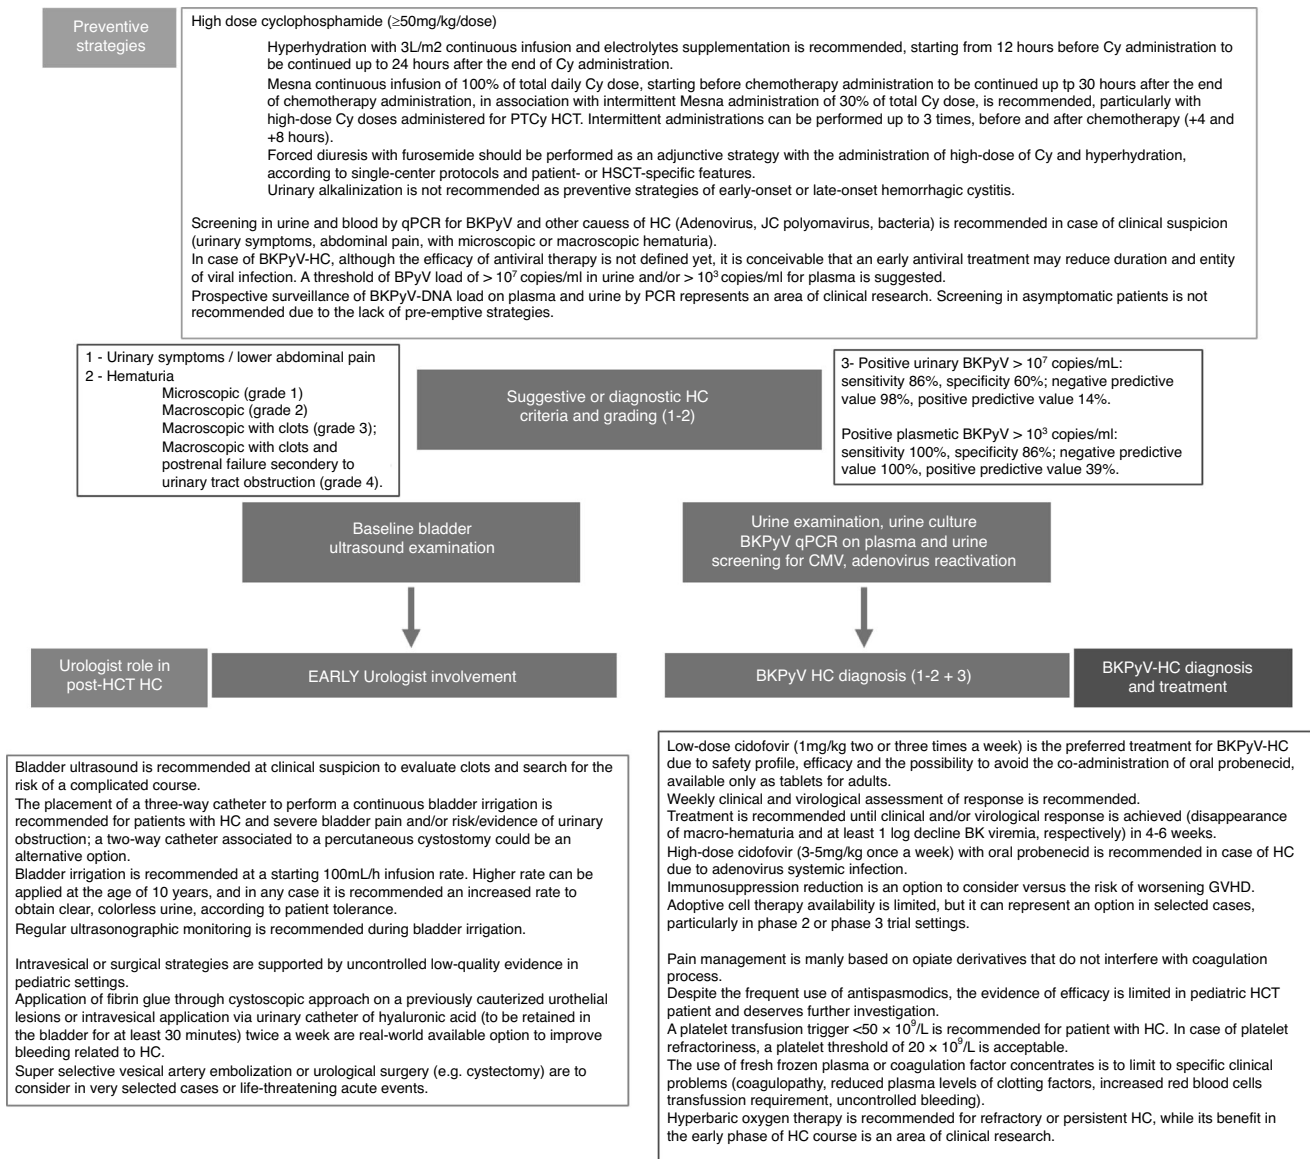 Preventive
strategies
High dose cyclophosphamide (≥50mg/kg/dose)
Hyperhydration with 3L/m2 continuous infusion and electrolytes supplementation is recommended, starting from 12 hours before Cy administration to
be continued up to 24 hours after the end of Cy administration.
Mesna continuous infusion of 100% of total daily Cy dose, starting before chemotherapy administration to be continued up tp 30 hours after the end
of chemotherapy administration, in association with intermittent Mesna administration of 30% of total Cy dose, is recommended, particularly with
high-dose Cy doses administered for PTCy HCT. Intermittent administrations can be performed up to 3 times, before and after chemotherapy (+4 and
+8 hours).
Forced diuresis with furosemide should be performed as an adjunctive strategy with the administration of high-dose of Cy and hyperhydration,
according to single-center protocols and patient- or HSCT-specific features.
Urinary alkalinization is not recommended as preventive strategies of early-onset or late-onset hemorrhagic cystitis.
Screening in urine and blood by qPCR for BKPyV and other cauess of HC (Adenovirus, JC polyomavirus, bacteria) is recommended in case of clinical suspicion
(urinary symptoms, abdominal pain, with microscopic or macroscopic hematuria).
In case of BKPyV-HC, although the efficacy of antiviral therapy is not defined yet, it is conceivable that an early antiviral treatment may reduce duration and entity
of viral infection. A threshold of BPyV load of > 10⁷ copies/ml in urine and/or > 10³ copies/ml for plasma is suggested.
Prospective surveillance of BKPyV-DNA load on plasma and urine by PCR represents an area of clinical research. Screening in asymptomatic patients is not
recommended due to the lack of pre-emptive strategies.
1 - Urinary symptoms / lower abdominal pain
2 - Hematuria
Microscopic (grade 1)
Macroscopic (grade 2)
Macroscopic with clots (grade 3);
Macroscopic with clots and
postrenal failure secondery to
urinary tract obstruction (grade 4).
Suggestive or diagnostic HC
criteria and grading (1-2)
3- Positive urinary BKPyV > 10⁷ copies/mL:
sensitivity 86%, specificity 60%; negative predictive
value 98%, positive predictive value 14%.
Positive plasmetic BKPyV > 10³ copies/ml:
sensitivity 100%, specificity 86%; negative predictive
value 100%, positive predictive value 39%.
Baseline bladder
ultrasound examination
Urine examination, urine culture
BKPyV qPCR on plasma and urine
screening for CMV, adenovirus reactivation
Urologist role in
post-HCT HC
EARLY Urologist involvement
BKPyV HC diagnosis (1-2 + 3)
BKPyV-HC diagnosis
and treatment
Bladder ultrasound is recommended at clinical suspicion to evaluate clots and search for the
risk of a complicated course.
The placement of a three-way catheter to perform a continuous bladder irrigation is
recommended for patients with HC and severe bladder pain and/or risk/evidence of urinary
obstruction; a two-way catheter associated to a percutaneous cystostomy could be an
alternative option.
Bladder irrigation is recommended at a starting 100mL/h infusion rate. Higher rate can be
applied at the age of 10 years, and in any case it is recommended an increased rate to
obtain clear, colorless urine, according to patient tolerance.
Regular ultrasonographic monitoring is recommended during bladder irrigation.
Intravesical or surgical strategies are supported by uncontrolled low-quality evidence in
pediatric settings.
Application of fibrin glue through cystoscopic approach on a previously cauterized urothelial
lesions or intravesical application via urinary catheter of hyaluronic acid (to be retained
in the bladder for at least 30 minutes) twice a week are real-world available option to improve
bleeding related to HC.
Super selective vesical artery embolization or urological surgery (e.g. cystectomy) are to
consider in very selected cases or life-threatening acute events.
Low-dose cidofovir (1mg/kg two or three times a week) is the preferred treatment for BKPyV-HC
due to safety profile, efficacy and the possibility to avoid the co-administration of oral probenecid,
available only as tablets for adults.
Weekly clinical and virological assessment of response is recommended.
Treatment is recommended until clinical and/or virological response is achieved (disappearance
of macro-hematuria and at least 1 log decline BK viremia, respectively) in 4-6 weeks.
High-dose cidofovir (3-5mg/kg once a week) with oral probenecid is recommended in case of HC
due to adenovirus systemic infection.
Immunosuppression reduction is an option to consider versus the risk of worsening GVHD.
Adoptive cell therapy availability is limited, but it can represent an option in selected cases,
particularly in phase 2 or phase 3 trial settings.
Pain management is manly based on opiate derivatives that do not interfere with coagulation
process.
Despite the frequent use of antispasmodics, the evidence of efficacy is limited in pediatric HCT
patient and deserves further investigation.
A platelet transfusion trigger <50 × 10⁹/L is recommended for patient with HC. In case of platelet
refractoriness, a platelet threshold of 20 × 10⁹/L is acceptable.
The use of fresh frozen plasma or coagulation factor concentrates is to limit to specific clinical
problems (coagulopathy, reduced plasma levels of clotting factors, increased red blood cells
transfussion requirement, uncontrolled bleeding).
Hyperbaric oxygen therapy is recommended for refractory or persistent HC, while its benefit in
the early phase of HC course is an area of clinical research.